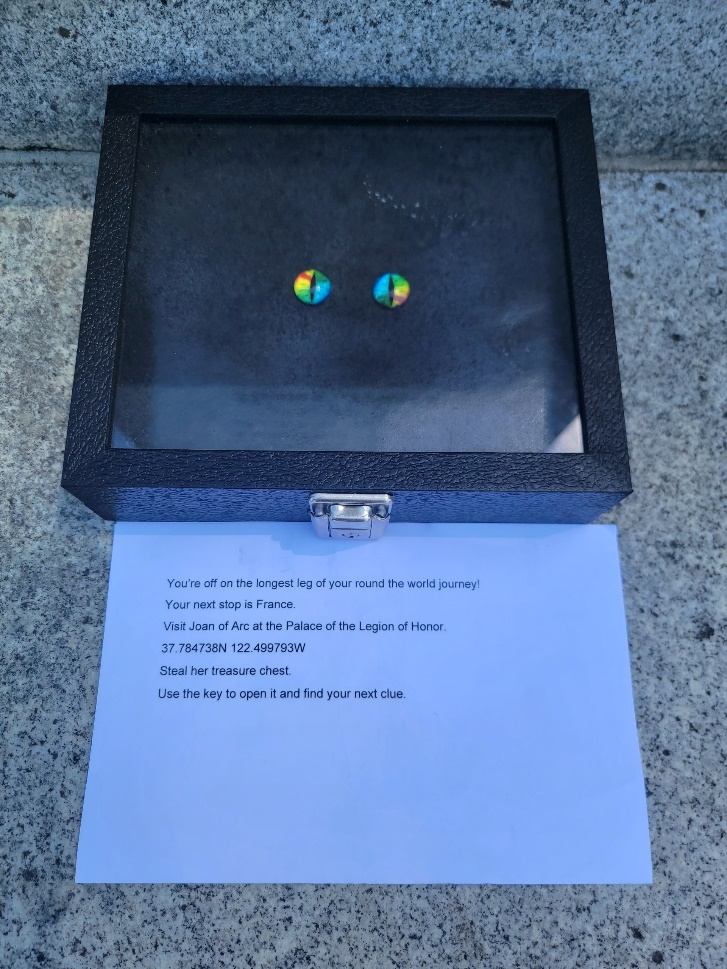 You're off on the longest leg of your round the world journey!
Your next stop is France.
Visit Joan of Arc at the Palace of the Legion of Honor.
37.784738N 122.499793W
Steal her treasure chest.
Use the key to open it and find your next clue.